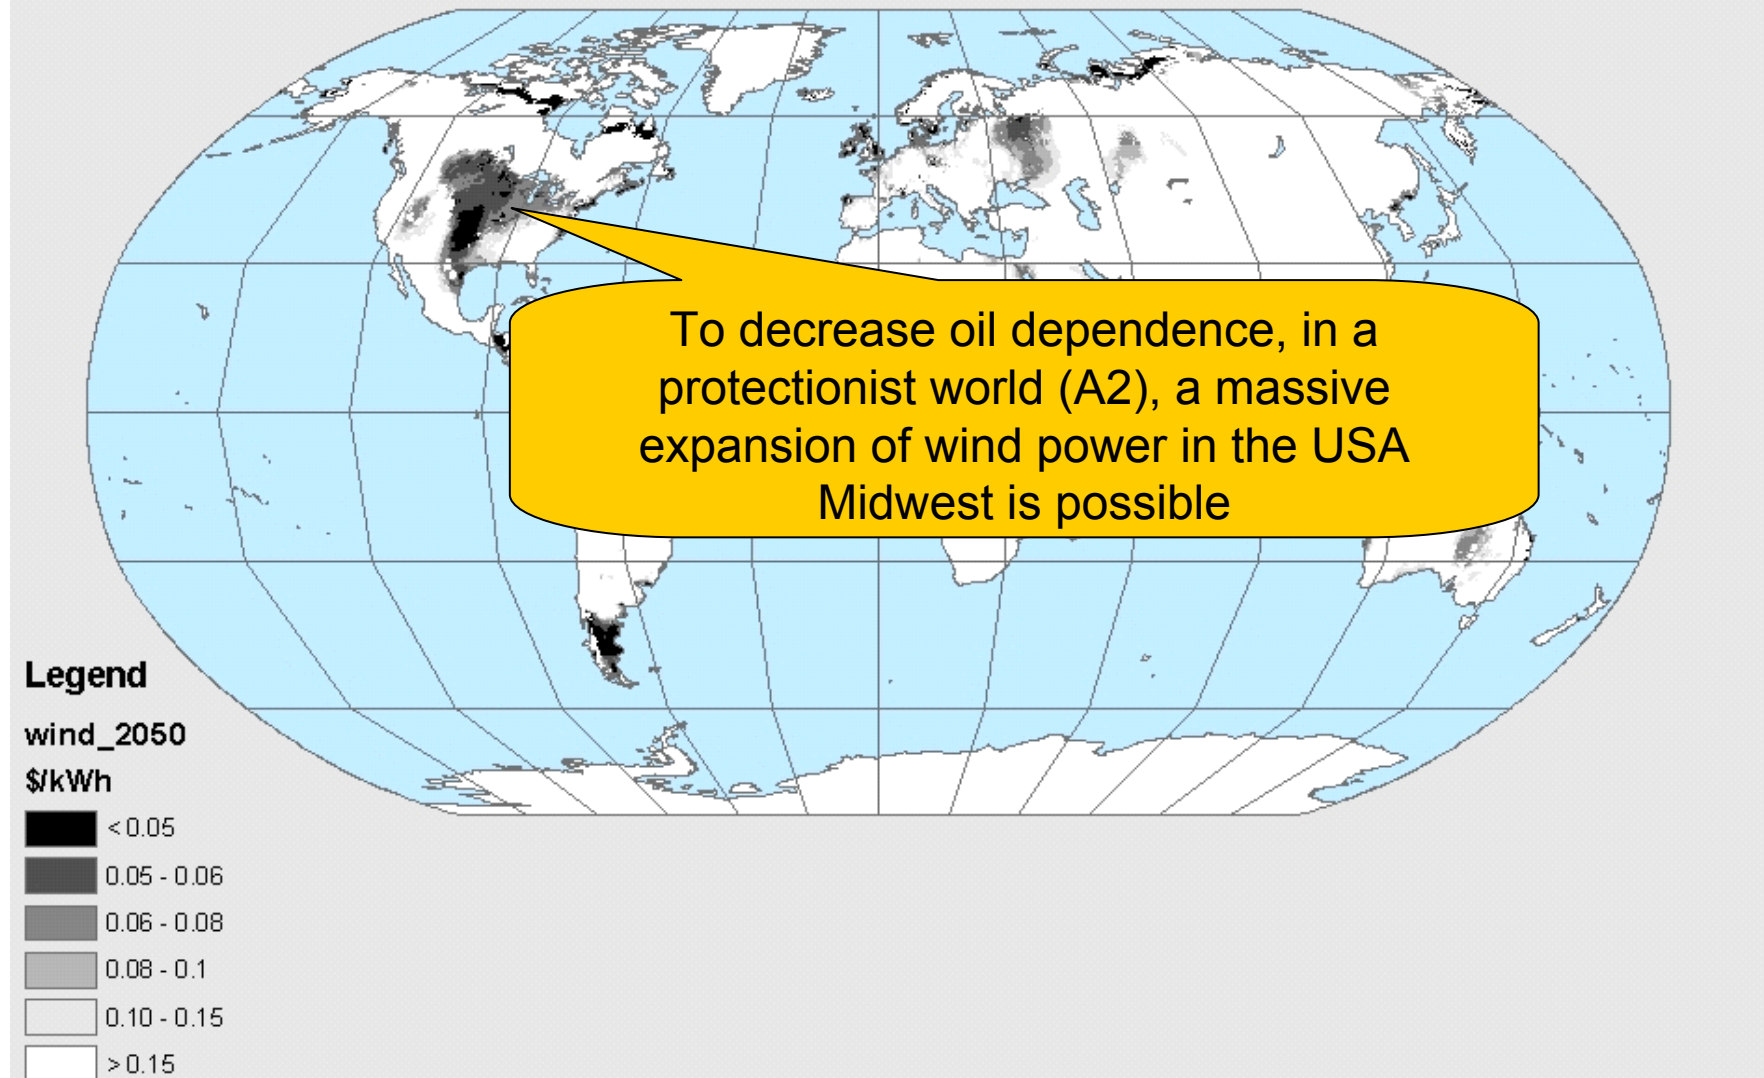 To decrease oil dependence, in a
protectionist world (A2), a massive
expansion of wind power in the USA
Midwest is possible
Legend
wind_2050
$/kWh
< 0.05
0.05 - 0.06
0.06 - 0.08
0.08 - 0.1
0.10 - 0.15
> 0.15